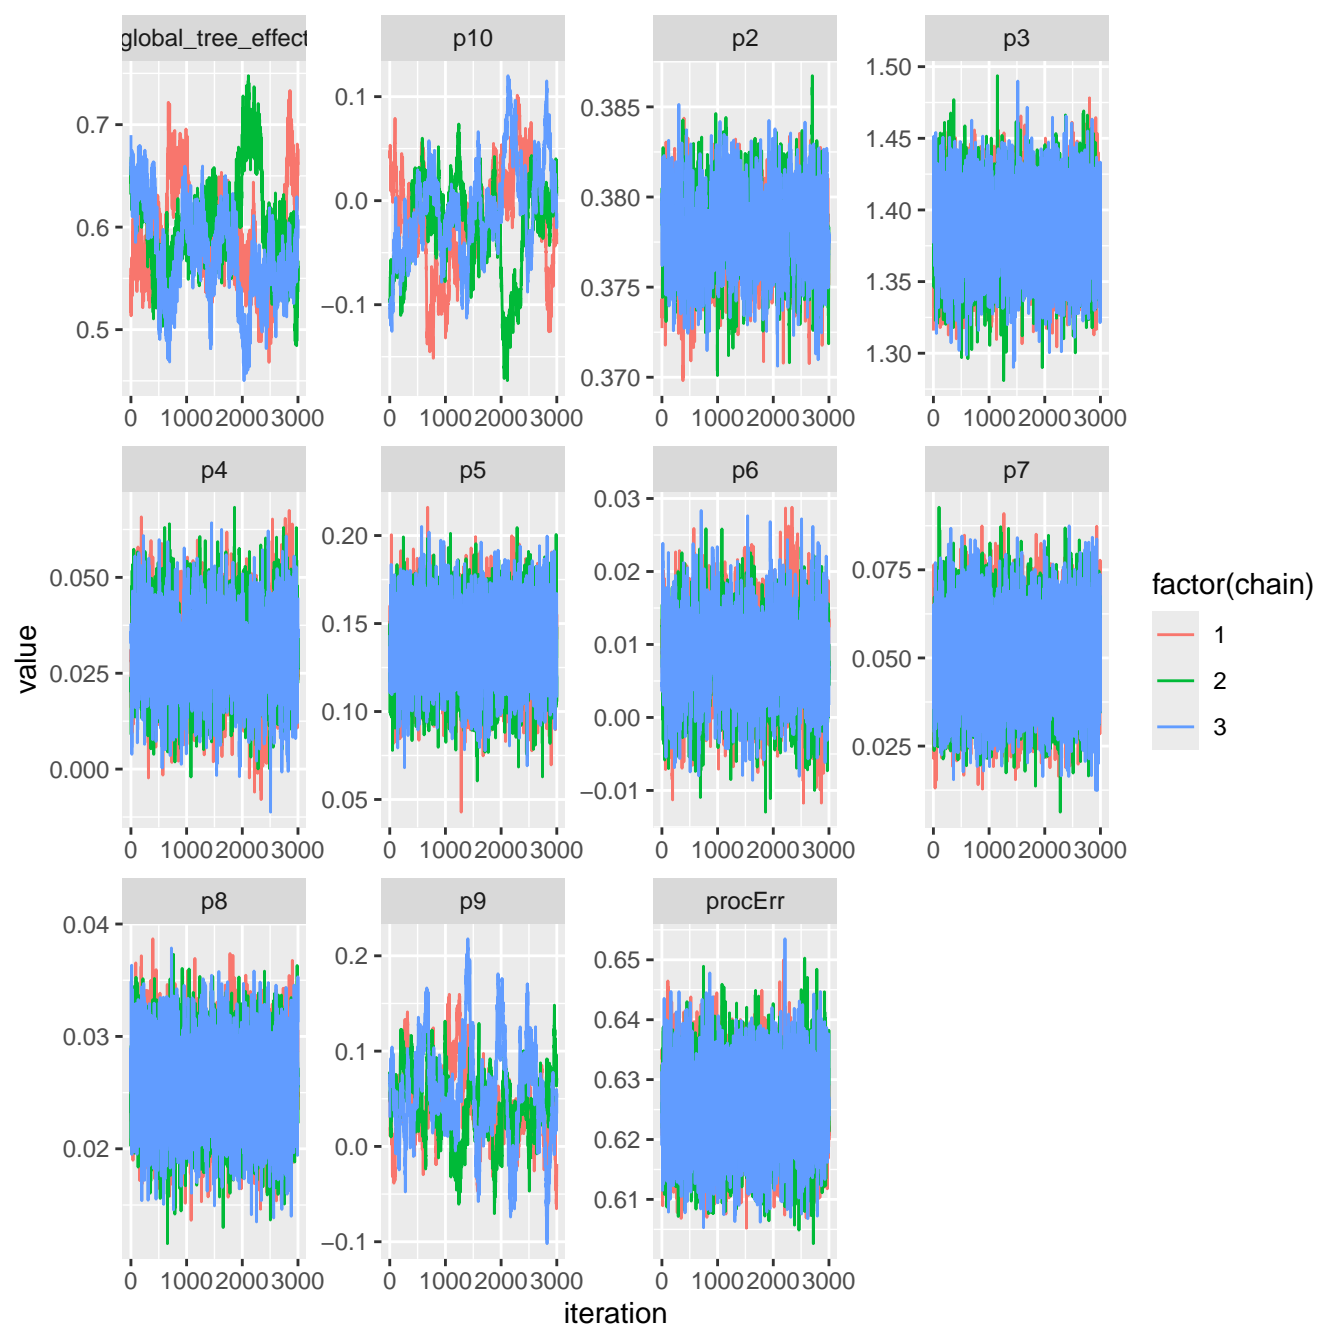 global_tree_effect
p10
p2
p3
0.7
0.6
0.5
0.1
0.0
−0.1
0.385
0.380
0.375
0.370
1.50
1.45
1.40
1.35
1.30
0 1000 2000 3000
0 1000 2000 3000
0 1000 2000 3000
0 1000 2000 3000
p4
p5
p6
p7
0.050
0.025
0.000
0.20
0.15
0.10
0.05
0.03
0.02
0.01
0.00
−0.01
0.075
0.050
0.025
0 1000 2000 3000
0 1000 2000 3000
0 1000 2000 3000
0 1000 2000 3000
p8
p9
procErr
0.04
0.03
0.02
0.2
0.1
0.0
−0.1
0.65
0.64
0.63
0.62
0.61
0 1000 2000 3000
0 1000 2000 3000
0 1000 2000 3000
value
iteration
factor(chain)
1
2
3